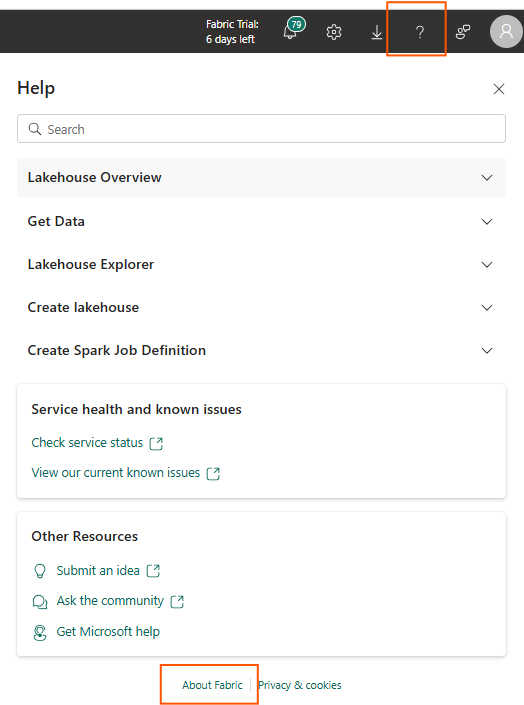 Fabric Trial:
6 days left
79
?
Help
Search
Lakehouse Overview
Get Data
Lakehouse Explorer
Create lakehouse
Create Spark Job Definition
Service health and known issues
Check service status
View our current known issues
Other Resources
Submit an idea
Ask the community
Get Microsoft help
About Fabric
Privacy & cookies